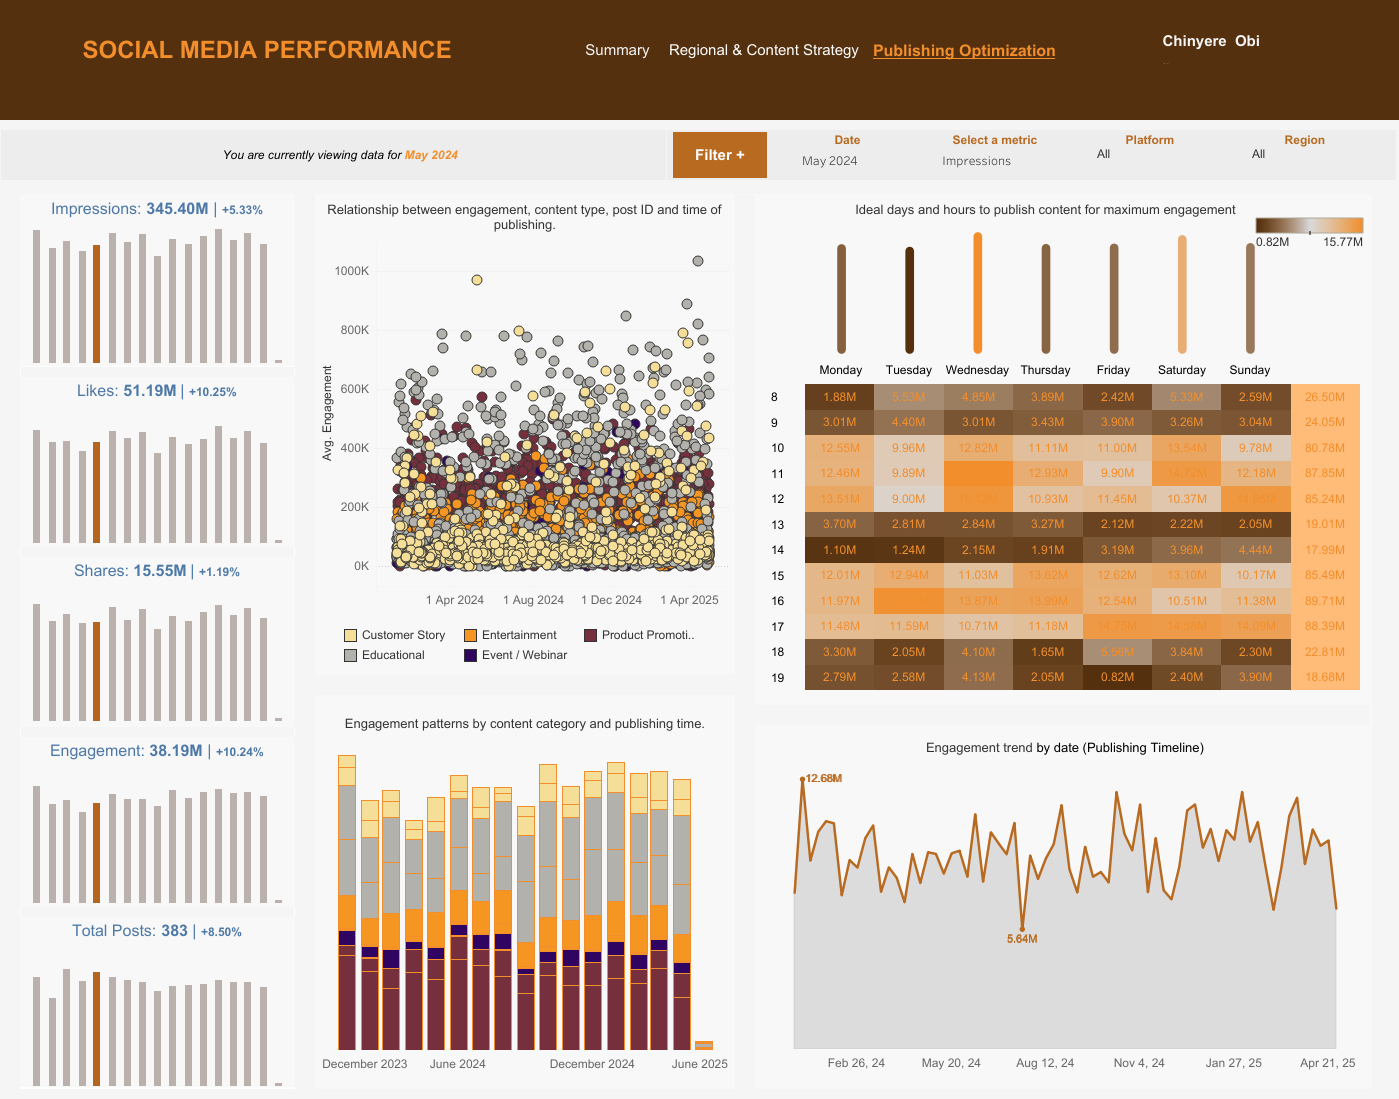 SOCIAL MEDIA PERFORMANCE
Summary Regional & Content Strategy Publishing Optimization
Chinyere Obi
You are currently viewing data for May 2024
Filter +
Date
May 2024
Select a metric
Impressions
Platform
All
Region
All
Impressions: 345.40M | +5.33%
Likes: 51.19M | +10.25%
Shares: 15.55M | +1.19%
Engagement: 38.19M | +10.24%
Total Posts: 383 | +8.50%
Relationship between engagement, content type, post ID and time of
publishing.
Avg. Engagement
1000K
800K
600K
400K
200K
0K
1 Apr 2024 1 Aug 2024 1 Dec 2024 1 Apr 2025
Customer Story Entertainment Product Promoti..
Educational Event / Webinar
Engagement patterns by content category and publishing time.
December 2023 June 2024 December 2024 June 2025
Ideal days and hours to publish content for maximum engagement
0.82M 15.77M
Monday Tuesday Wednesday Thursday Friday Saturday Sunday
8 1.88M 5.53M 4.85M 3.89M 2.42M 5.33M 2.59M 26.50M
9 3.01M 4.40M 3.01M 3.43M 3.90M 3.26M 3.04M 24.05M
10 12.55M 9.96M 12.82M 11.11M 11.00M 13.54M 9.78M 80.78M
11 12.46M 9.89M 12.93M 9.90M 12.18M 87.85M
12 13.51M 9.00M 10.93M 11.45M 10.37M 85.24M
13 3.70M 2.81M 2.84M 3.27M 2.12M 2.22M 2.05M 19.01M
14 1.10M 1.24M 2.15M 1.91M 3.19M 3.96M 4.44M 17.99M
15 12.01M 12.94M 11.03M 13.62M 12.62M 13.10M 10.17M 85.49M
16 11.97M 13.87M 13.99M 12.54M 10.51M 11.38M 89.71M
17 11.48M 11.59M 10.71M 11.18M 88.39M
18 3.30M 2.05M 4.10M 1.65M 3.84M 2.30M 22.81M
19 2.79M 2.58M 4.13M 2.05M 0.82M 2.40M 3.90M 18.68M
Engagement trend by date (Publishing Timeline)
12.68M
5.64M
Feb 26, 24 May 20, 24 Aug 12, 24 Nov 4, 24 Jan 27, 25 Apr 21, 25